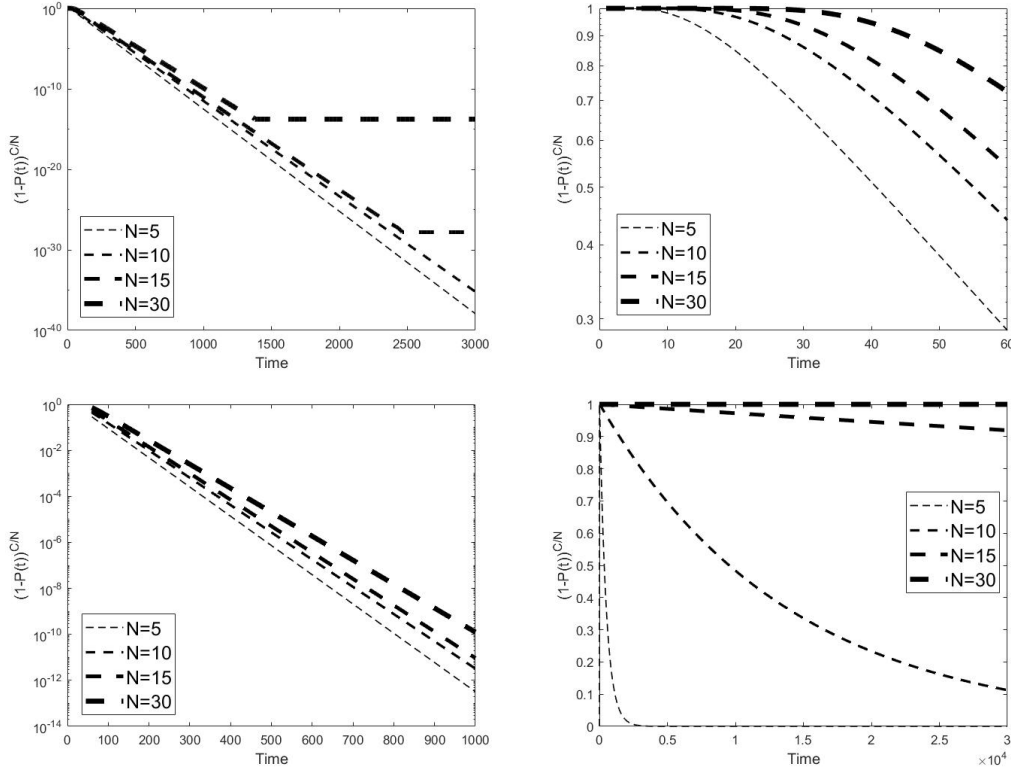 10^0
10^-10
10^-20
10^-30
10^-40
(1-P(t))^C/N
N=5
N=10
N=15
N=30
0 500 1000 1500 2000 2500 3000
Time
1
0.9
0.8
0.7
0.6
0.5
0.4
0.3
(1-P(t))^C/N
N=5
N=10
N=15
N=30
0 10 20 30 40 50 60
Time
10^0
10^-2
10^-4
10^-6
10^-8
10^-10
10^-12
10^-14
(1-P(t))^C/N
N=5
N=10
N=15
N=30
0 100 200 300 400 500 600 700 800 900 1000
Time
1
0.9
0.8
0.7
0.6
0.5
0.4
0.3
0.2
0.1
0
(1-P(t))^C/N
N=5
N=10
N=15
N=30
0 0.5 1 1.5 2 2.5 3
Time
×10^4